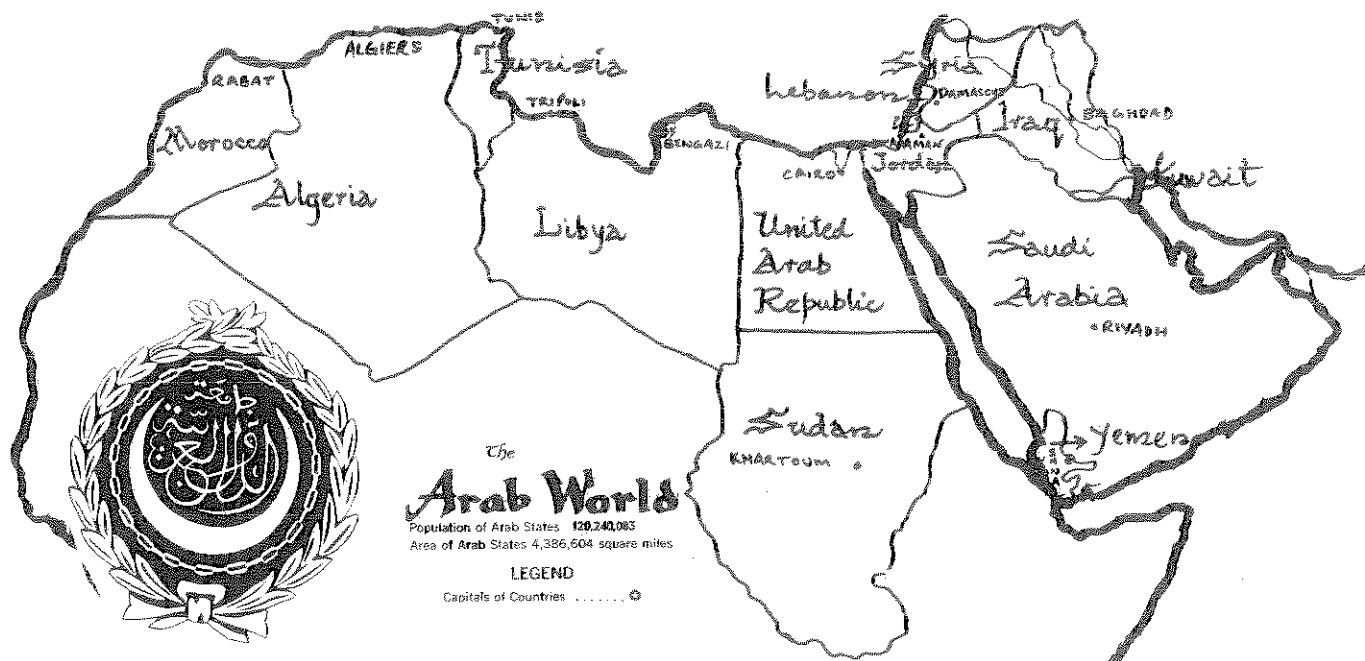 TUNIS
ALGIERS
Tunisia
RABAT
TRIPOLI
Morocco
BENGAZI
Algeria
Libya
Syria
Lebanon
DAMASCUS
Iraq
BAGHDAD
AMMAN
Jordan
CAIRO
Kuwait
United
Arab
Republic
Saudi
Arabia
RIYADH
Sudan
KHARTOUM
Yemen
The
Arab World
Population of Arab States 120,240,083
Area of Arab States 4,386,604 square miles
LEGEND
Capitals of Countries .......